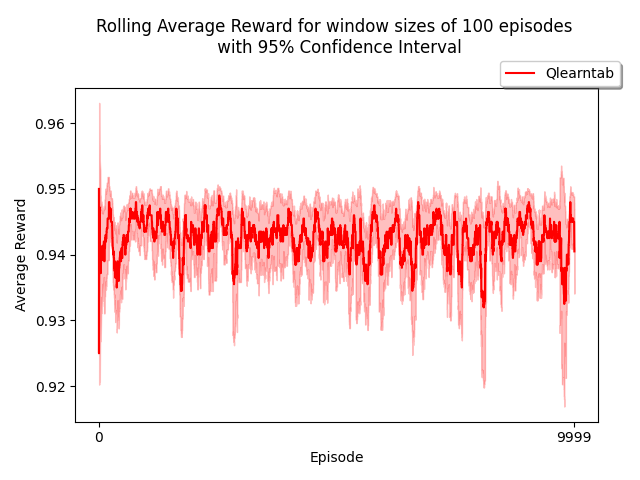 Rolling Average Reward for window sizes of 100 episodes
with 95% Confidence Interval
Qlearntab
0.96
0.95
0.94
0.93
0.92
Average Reward
0
9999
Episode